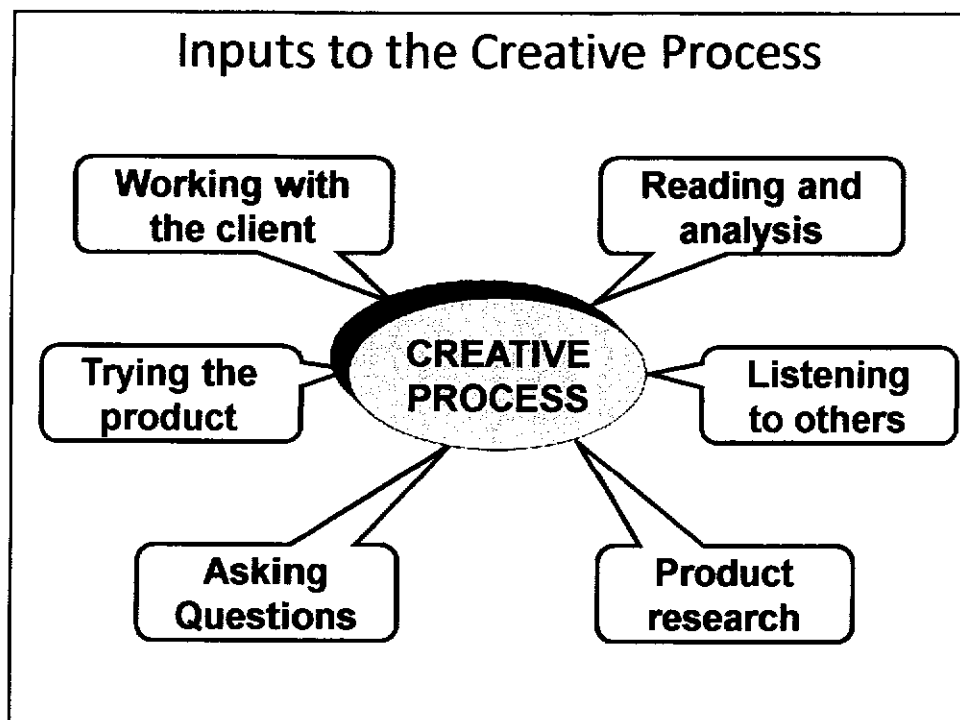 Inputs to the Creative Process
Working with
the client
Reading and
analysis
CREATIVE
PROCESS
Trying the
product
Listening
to others
Asking
Questions
Product
research